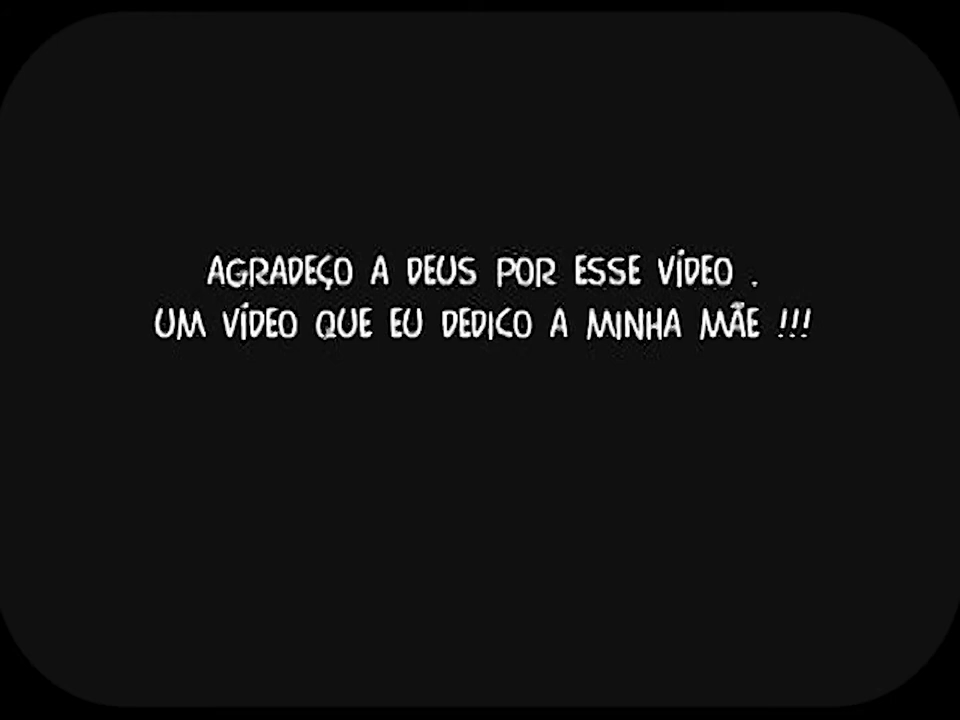 AGRADEÇO A DEUS POR ESSE VÍDEO .
UM VÍDEO QUE EU DEDICO A MINHA MÃE !!!